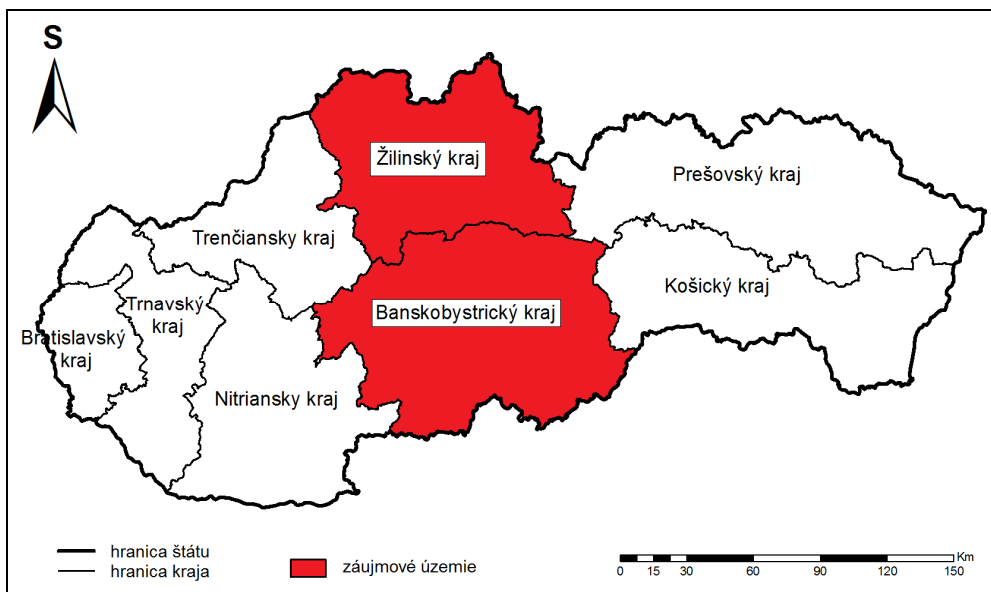 S
Žilinský kraj
Prešovský kraj
Trenčiansky kraj
Košický kraj
Trnavský
kraj
Banskobystrický kraj
Bratislavský
kraj
Nitriansky kraj
hranica štátu
hranica kraja
záujmové územie
Km
0 15 30 60 90 120 150